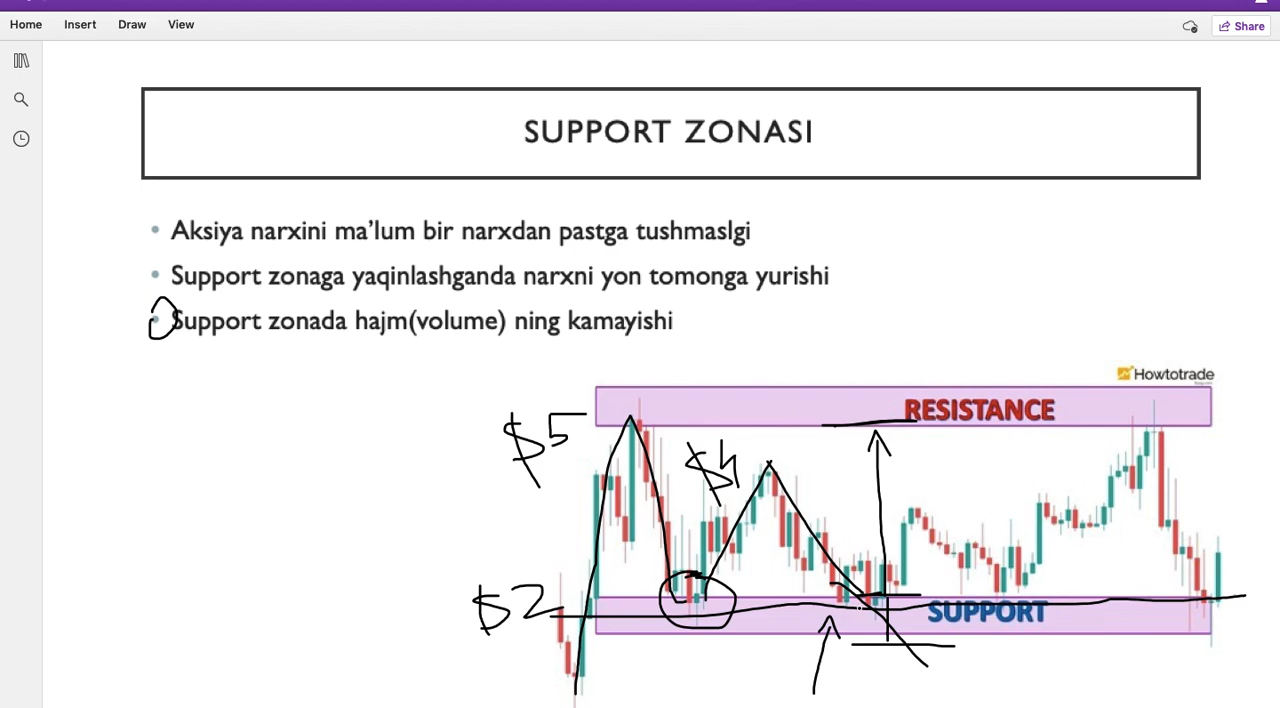 Home Insert Draw View
Share
SUPPORT ZONASI
• Aksiya narxini ma’lum bir narxdan pastga tushmaslgi
• Support zonaga yaqinlashganda narxni yon tomonga yurishi
• Support zonada hajm(volume) ning kamayishi
Howtotrade
RESISTANCE
$5
$4
$2
SUPPORT